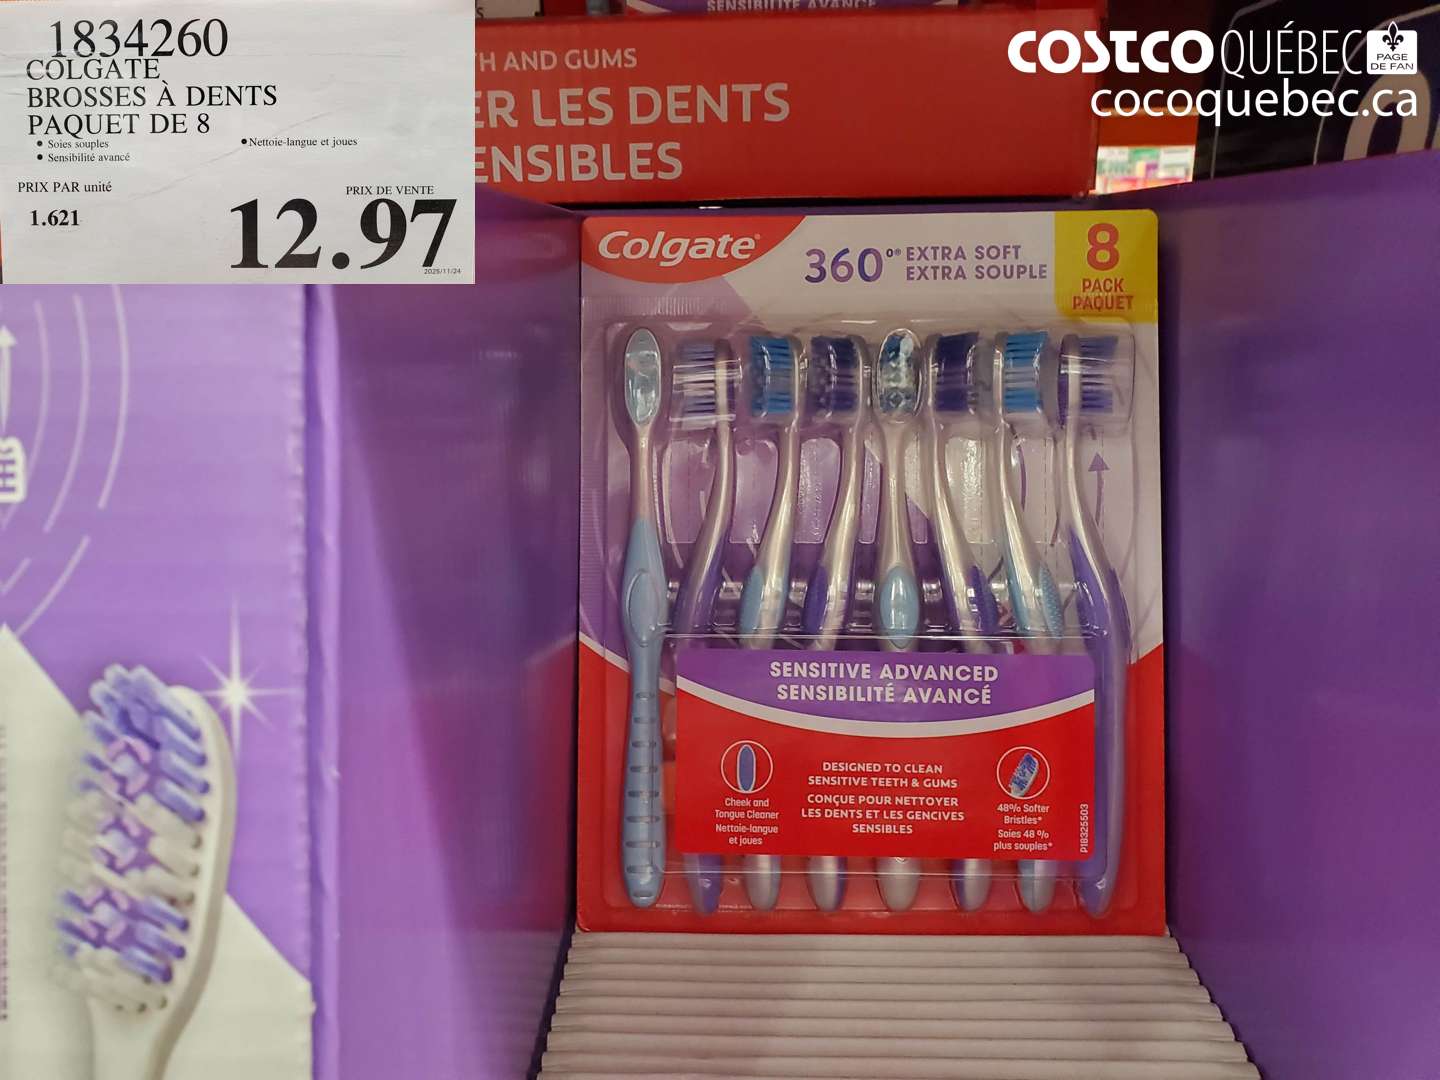 1834260
COLGATE
BROSSES À DENTS
PAQUET DE 8
• Soies souples
• Nettoie-langue et joues
• Sensibilité avancé
PRIX PAR unité
PRIX DE VENTE
1.621
12.97
2025/11/24
SENSIBILITÉ AVANCÉ
TH AND GUMS
ER LES DENTS
ENSIBLES
COSTCO QUÉBEC
PAGE
DE FAN
cocoquebec.ca
Colgate®
360°® EXTRA SOFT
EXTRA SOUPLE
8
PACK
PAQUET
SENSITIVE ADVANCED
SENSIBILITÉ AVANCÉ
Cheek and
Tongue Cleaner
Nettoie-langue
et joues
DESIGNED TO CLEAN
SENSITIVE TEETH & GUMS
CONÇUE POUR NETTOYER
LES DENTS ET LES GENCIVES
SENSIBLES
48% Softer
Bristles*
Soies 48 %
plus souples*
P18325503